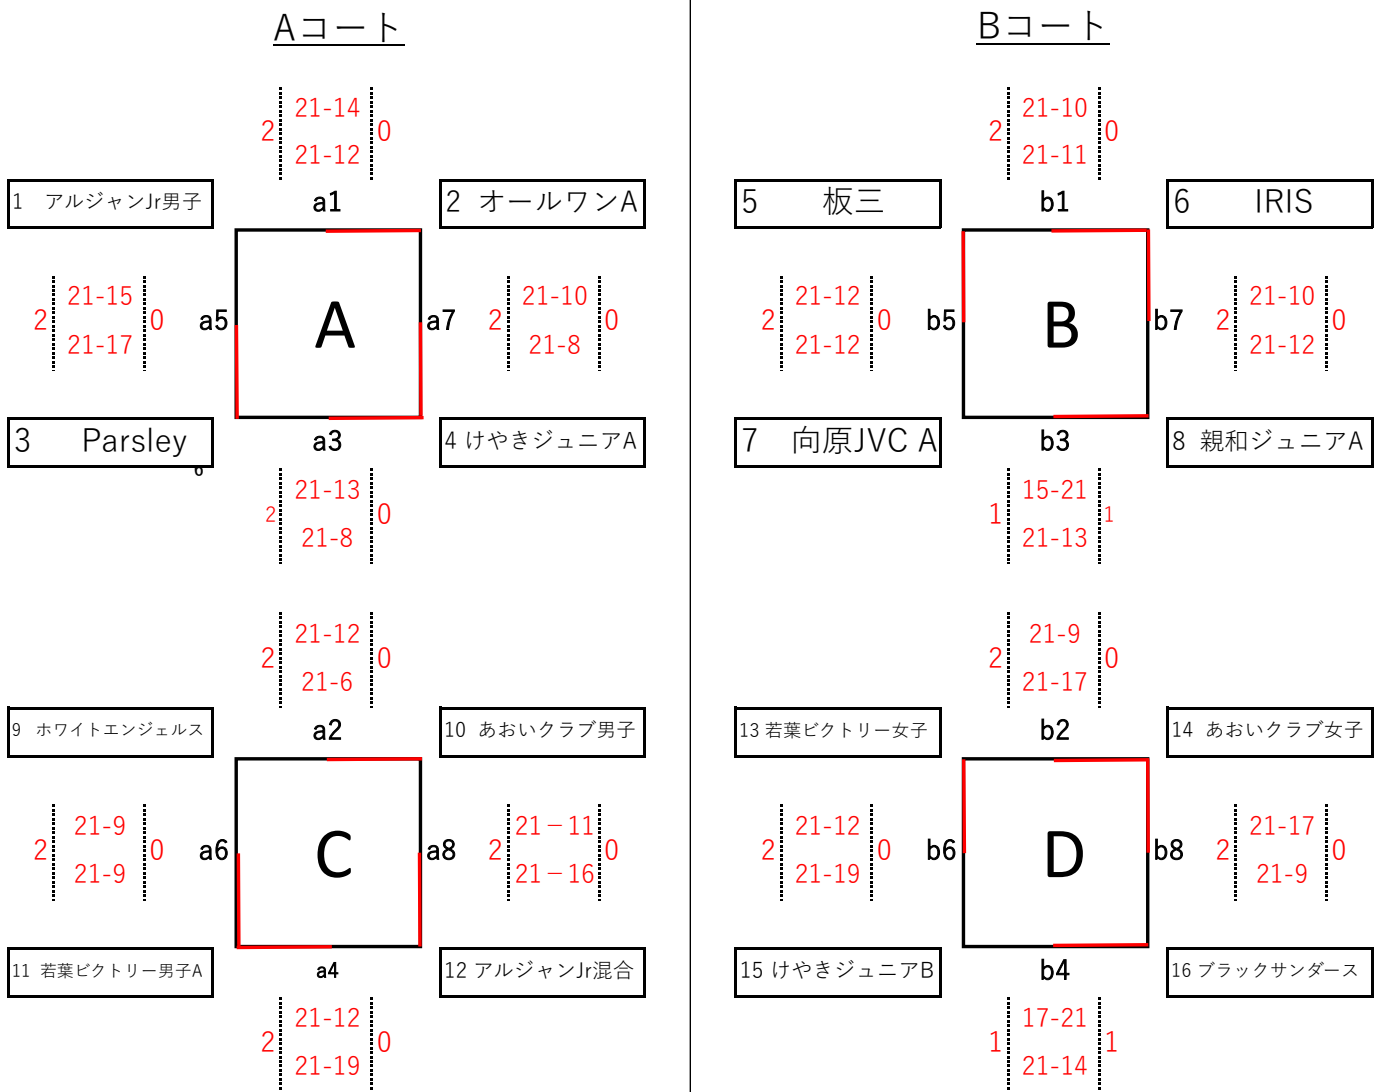 Aコート
Bコート
21-14
2 0
21-12
21-10
2 0
21-11
1 アルジャンJr男子
a1
2 オールワンA
5 板三
b1
6 IRIS
21-15
2 0
21-17
a5
A
a7
21-10
2 0
21-8
21-12
2 0
21-12
b5
B
b7
21-10
2 0
21-12
3 Parsley
a3
4 けやきジュニアA
7 向原JVC A
b3
8 親和ジュニアA
21-13
2 0
21-8
15-21
1 1
21-13
21-12
2 0
21-6
21-9
2 0
21-17
9 ホワイトエンジェルス
a2
10 あおいクラブ男子
13 若葉ビクトリー女子
b2
14 あおいクラブ女子
21-9
2 0
21-9
a6
C
a8
21－11
2 0
21－16
21-12
2 0
21-19
b6
D
b8
21-17
2 0
21-9
11 若葉ビクトリー男子A
a4
12 アルジャンJr混合
15 けやきジュニアB
b4
16 ブラックサンダース
21-12
2 0
21-19
17-21
1 1
21-14